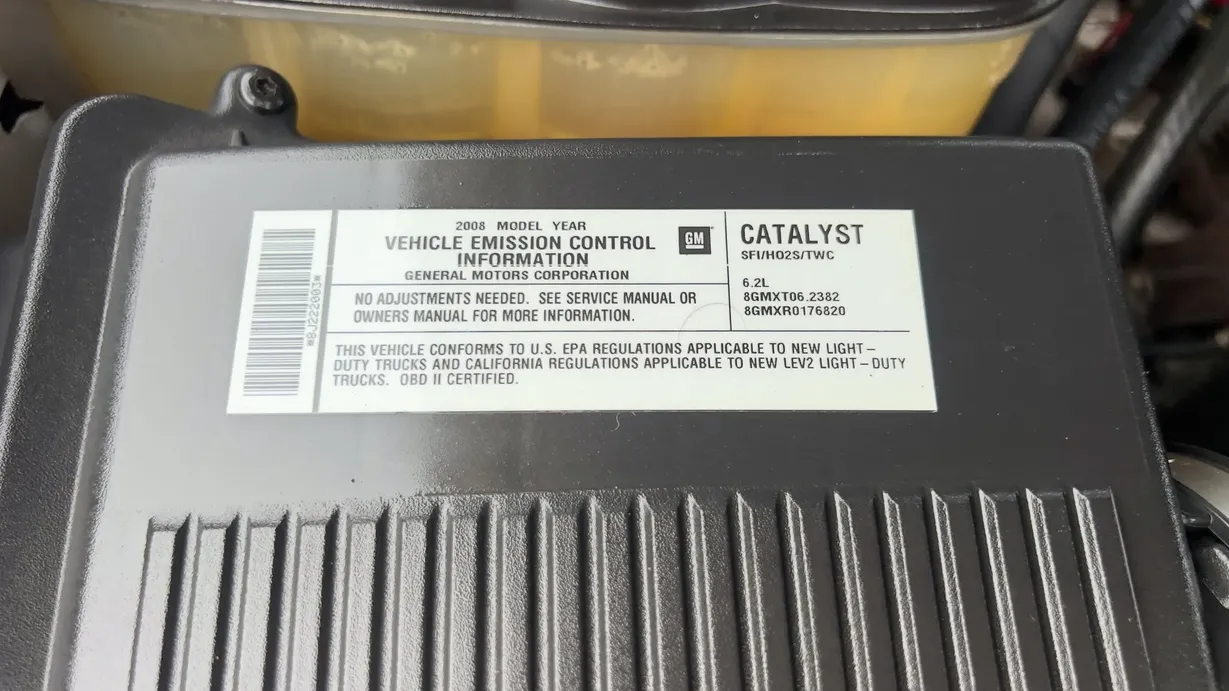 *8J222003*
2008 MODEL YEAR
VEHICLE EMISSION CONTROL
INFORMATION
GENERAL MOTORS CORPORATION
GM
NO ADJUSTMENTS NEEDED. SEE SERVICE MANUAL OR
OWNERS MANUAL FOR MORE INFORMATION.
CATALYST
SFI/HO2S/TWC
6.2L
8GMXT06.2382
8GMXR0176820
THIS VEHICLE CONFORMS TO U.S. EPA REGULATIONS APPLICABLE TO NEW LIGHT-
DUTY TRUCKS AND CALIFORNIA REGULATIONS APPLICABLE TO NEW LEV2 LIGHT-DUTY
TRUCKS. OBD II CERTIFIED.